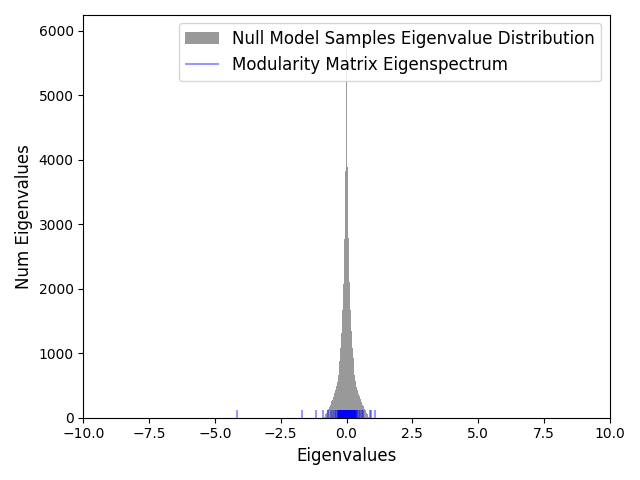 Null Model Samples Eigenvalue Distribution
Modularity Matrix Eigenspectrum
Num Eigenvalues
6000
5000
4000
3000
2000
1000
0
−10.0 −7.5 −5.0 −2.5 0.0 2.5 5.0 7.5 10.0
Eigenvalues